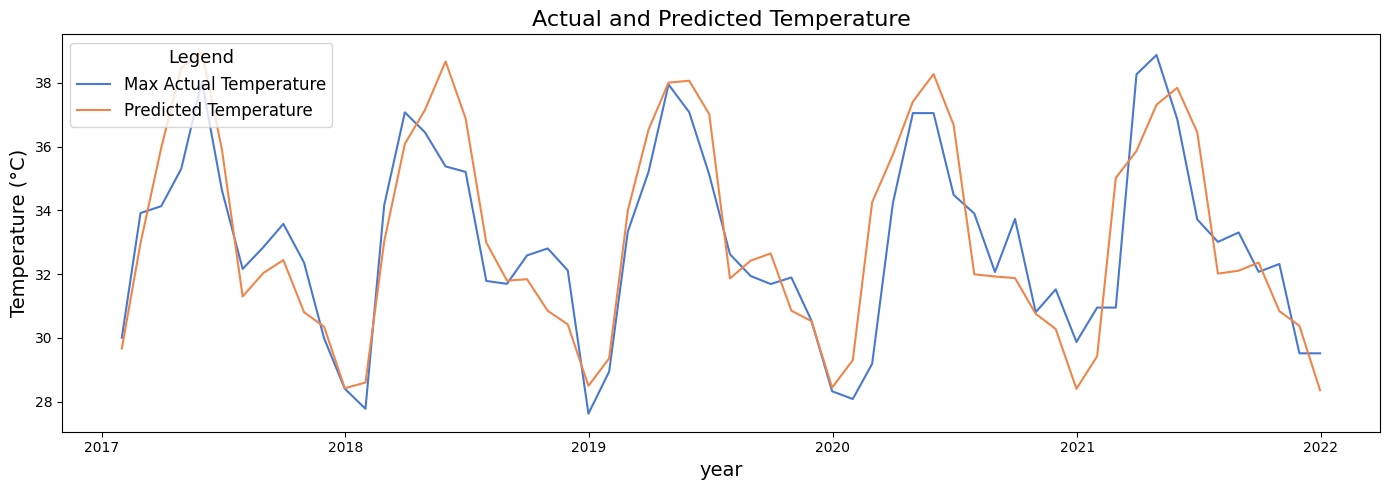 Actual and Predicted Temperature
Legend
Max Actual Temperature
Predicted Temperature
Temperature (°C)
38
36
34
32
30
28
2017 2018 2019 2020 2021 2022
year